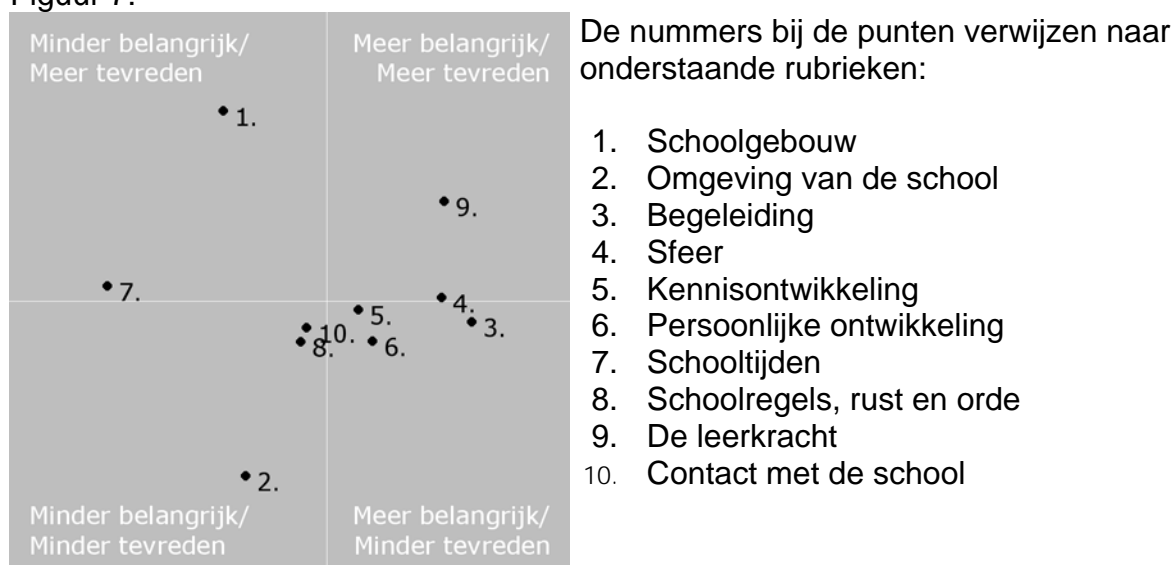 Figuur 7.
Minder belangrijk/
Meer tevreden
Meer belangrijk/
Meer tevreden
1.
9.
7.
4.
5.
3.
10.
8.
6.
2.
Minder belangrijk/
Minder tevreden
Meer belangrijk/
Minder tevreden
De nummers bij de punten verwijzen naar
onderstaande rubrieken:
1. Schoolgebouw
2. Omgeving van de school
3. Begeleiding
4. Sfeer
5. Kennisontwikkeling
6. Persoonlijke ontwikkeling
7. Schooltijden
8. Schoolregels, rust en orde
9. De leerkracht
10. Contact met de school